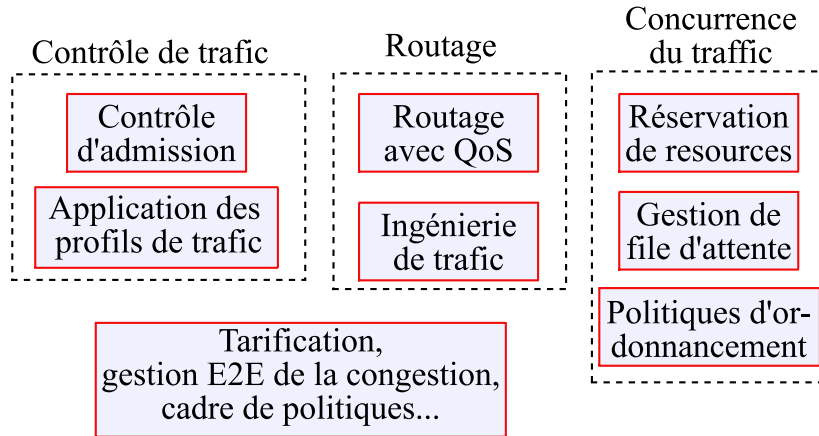 Contrôle de trafic
Contrôle
d'admission
Application des
profils de trafic
Routage
Routage
avec QoS
Ingénierie
de trafic
Concurrence
du traffic
Réservation
de resources
Gestion de
file d'attente
Politiques d'or-
donnancement
Tarification,
gestion E2E de la congestion,
cadre de politiques...